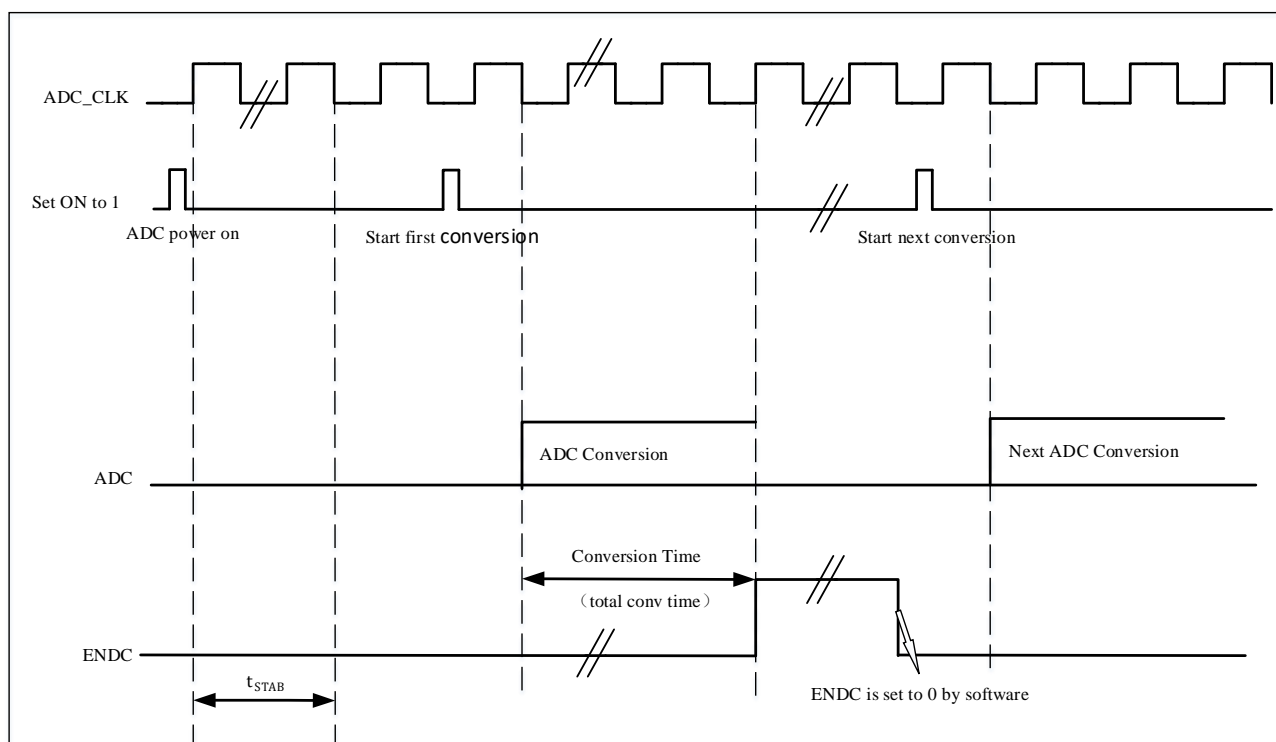 ADC_CLK
Set ON to 1
ADC power on
Start first conversion
Start next conversion
ADC Conversion
Next ADC Conversion
ADC
Conversion Time
（total conv time）
ENDC
tSTAB
ENDC is set to 0 by software